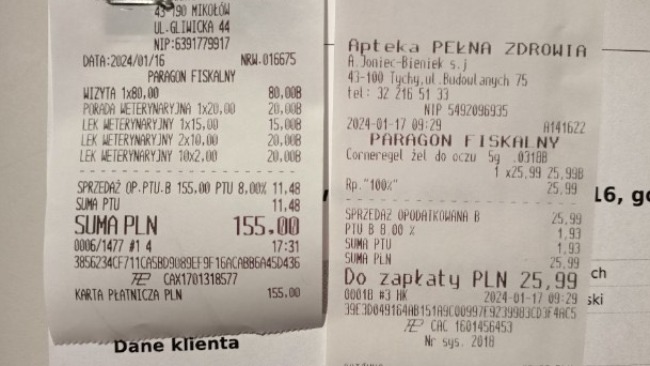 43-190 MIKOŁÓW
UL.GLIWICKA 44
NIP:6391779917
DATA:2024/01/16 NRW.016675
PARAGON FISKALNY
WIZYTA 1x80,00 80,00B
PORADA WETERYNARYJNA 1x20,00 20,00B
LEK WETERYNARYJNY 1x15,00 15,00B
LEK WETERYNARYJNY 2x10,00 20,00B
LEK WETERYNARYJNY 10x2,00 20,00B
SPRZEDAŻ OP.PTU.B 155,00 PTU 8,00% 11,48
SUMA PTU 11,48
SUMA PLN 155,00
0006/1477 #1 4 17:31
3856234CF711CA5BD9089EF9F16ACABB6A45D436
CAX1701318577
KARTA PŁATNICZA PLN 155,00
Dane klienta
Apteka PEŁNA ZDROWIA
A.Joniec-Bieniek s.j
43-100 Tychy,ul.Budowlanych 75
tel: 32 216 51 33
NIP 5492096935
2024-01-17 09:29 A141622
PARAGON FISKALNY
Corneregel żel do oczu 5g .0318B
1 x25,99 25,99B
Rp."100%" 25,99
SPRZEDAŻ OPODATKOWANA B 25,99
PTU B 8.00 % 1,93
SUMA PTU 1,93
SUMA PLN 25,99
Do zapłaty PLN 25,99
0001B #3 HK 2024-01-17 09:29
39E3D049164AB151A9C00997E9239983CD3F4AC5
CAC 1601456453
Nr sys. 2018
16, go
ch
ski